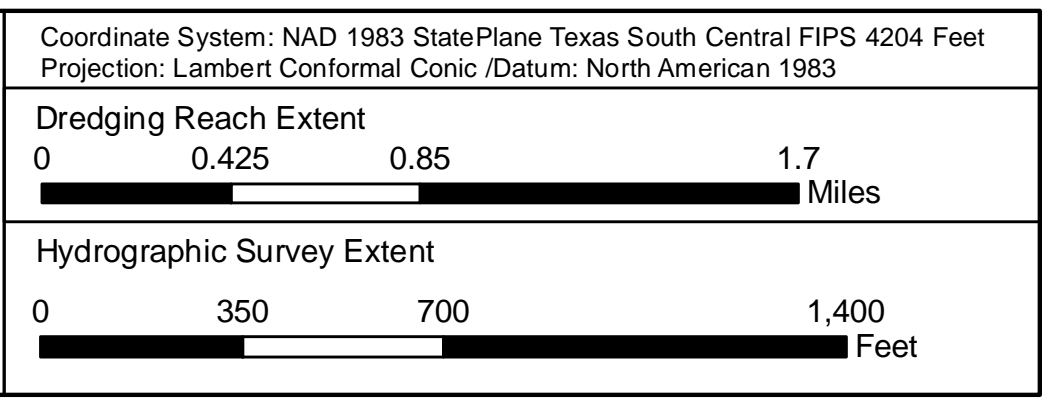 Coordinate System: NAD 1983 StatePlane Texas South Central FIPS 4204 Feet
Projection: Lambert Conformal Conic /Datum: North American 1983
Dredging Reach Extent
0 0.425 0.85 1.7
Miles
Hydrographic Survey Extent
0 350 700 1,400
Feet